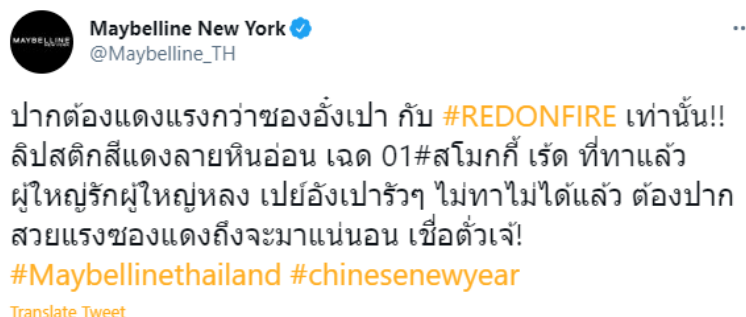 MAYBELLINE
NEW YORK
Maybelline New York
@Maybelline_TH
ปากต้องแดงแรงกว่าซองอั๋งเปา กับ #REDONFIRE เท่านั้น!!
ลิปสติกสีแดงลายหินอ่อน เฉด 01#สโมกกี้ เร้ด ที่ทาแล้ว
ผู้ใหญ่รักผู้ใหญ่หลง เปย์อังเปารัวๆ ไม่ทาไม่ได้แล้ว ต้องปาก
สวยแรงซองแดงถึงจะมาแน่นอน เชื่อตั่วเจ้!
#Maybellinethailand #chinesenewyear
Translate Tweet